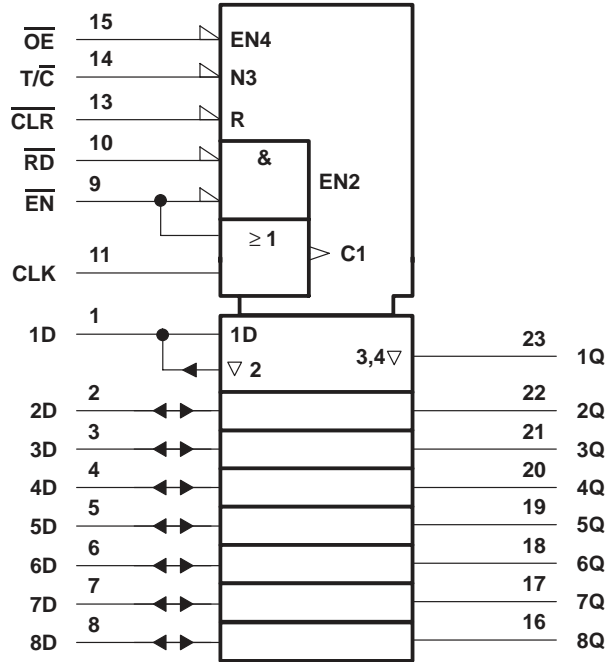 OE 15 EN4
T/C 14 N3
CLR 13 R
RD 10 &
EN 9 EN2
≥ 1
CLK 11 C1
1D 1 1D
▽ 2 3,4 ▽ 23 1Q
2D 2 22 2Q
3D 3 21 3Q
4D 4 20 4Q
5D 5 19 5Q
6D 6 18 6Q
7D 7 17 7Q
8D 8 16 8Q